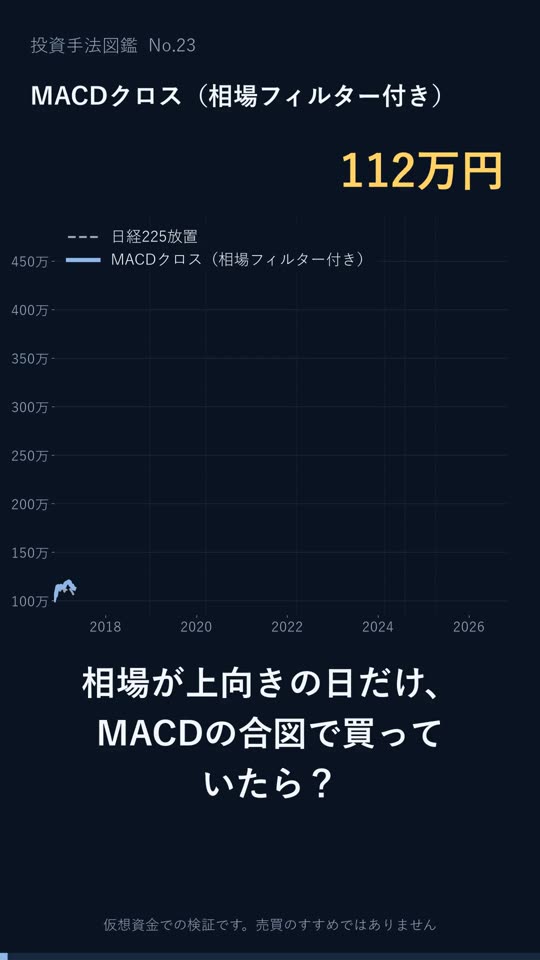 投資手法図鑑 No.23
MACDクロス（相場フィルター付き）
112万円
日経225放置
MACDクロス（相場フィルター付き）
450万
400万
350万
300万
250万
200万
150万
100万
2018 2020 2022 2024 2026
相場が上向きの日だけ、
MACDの合図で買って
いたら？
仮想資金での検証です。売買のすすめではありません